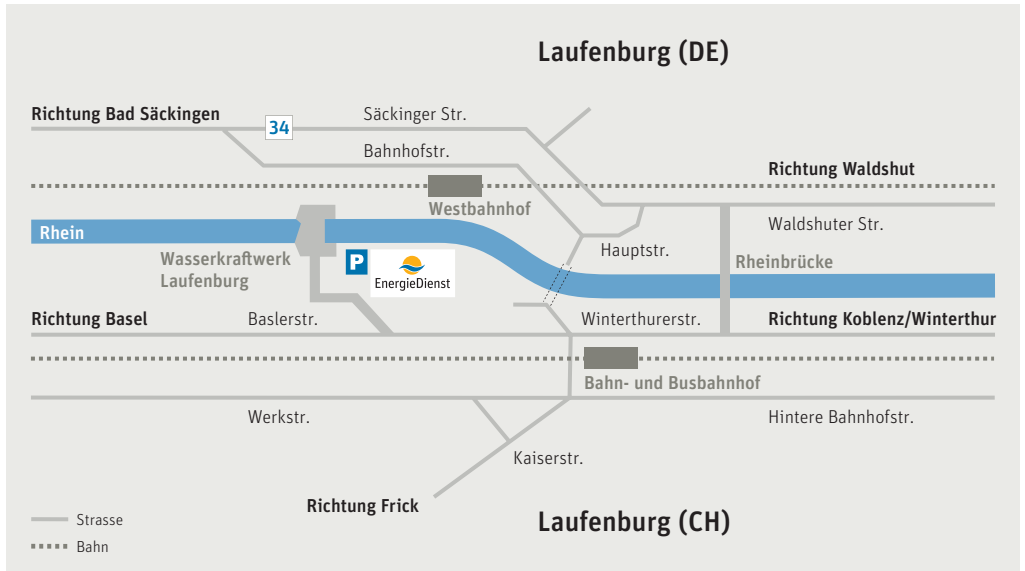 Laufenburg (DE)
Richtung Bad Säckingen
Säckinger Str.
34
Bahnhofstr.
Richtung Waldshut
Westbahnhof
Waldshuter Str.
Rhein
Hauptstr.
Wasserkraftwerk
Laufenburg
P
EnergieDienst
Rheinbrücke
Richtung Basel
Baslerstr.
Winterthurerstr.
Richtung Koblenz/Winterthur
Bahn- und Busbahnhof
Werkstr.
Hintere Bahnhofstr.
Kaiserstr.
Richtung Frick
Laufenburg (CH)
Strasse
Bahn